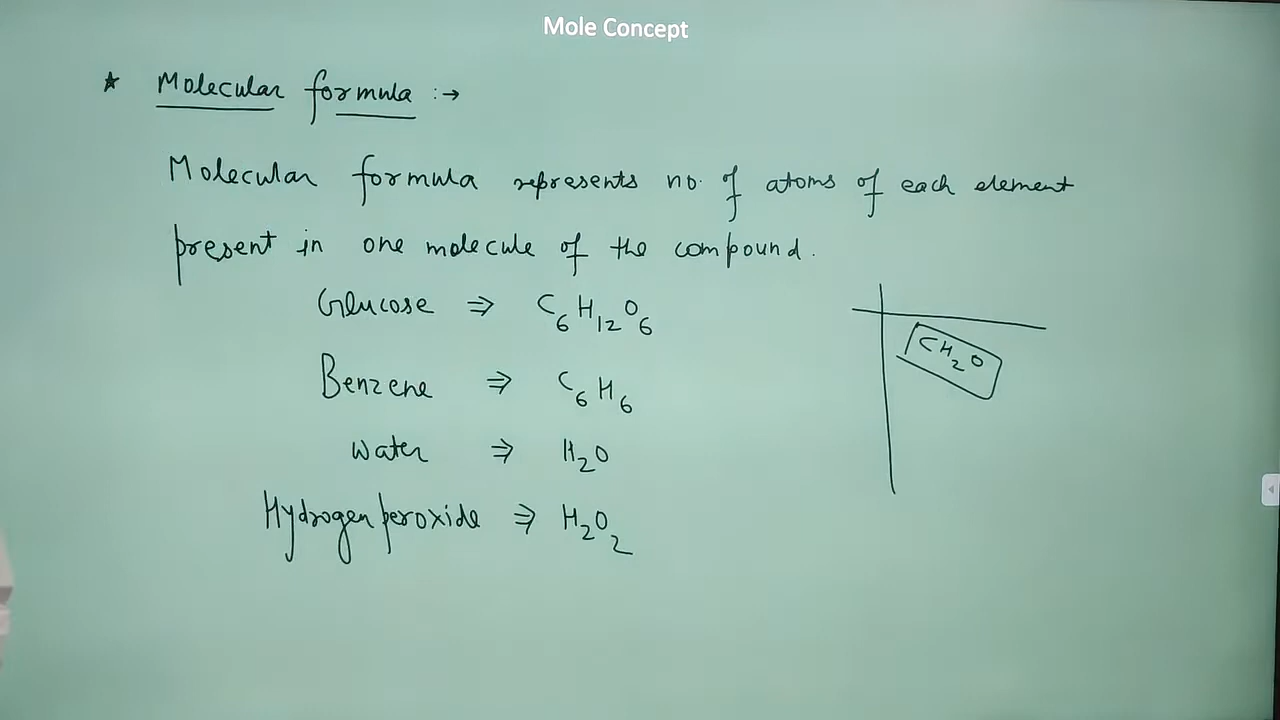 Mole Concept
★ Molecular formula :→
Molecular formula represents no. of atoms of each element
present in one molecule of the compound.
Glucose ⇒ C₆H₁₂O₆
CH₂O
Benzene ⇒ C₆H₆
Water ⇒ H₂O
Hydrogen peroxide ⇒ H₂O₂